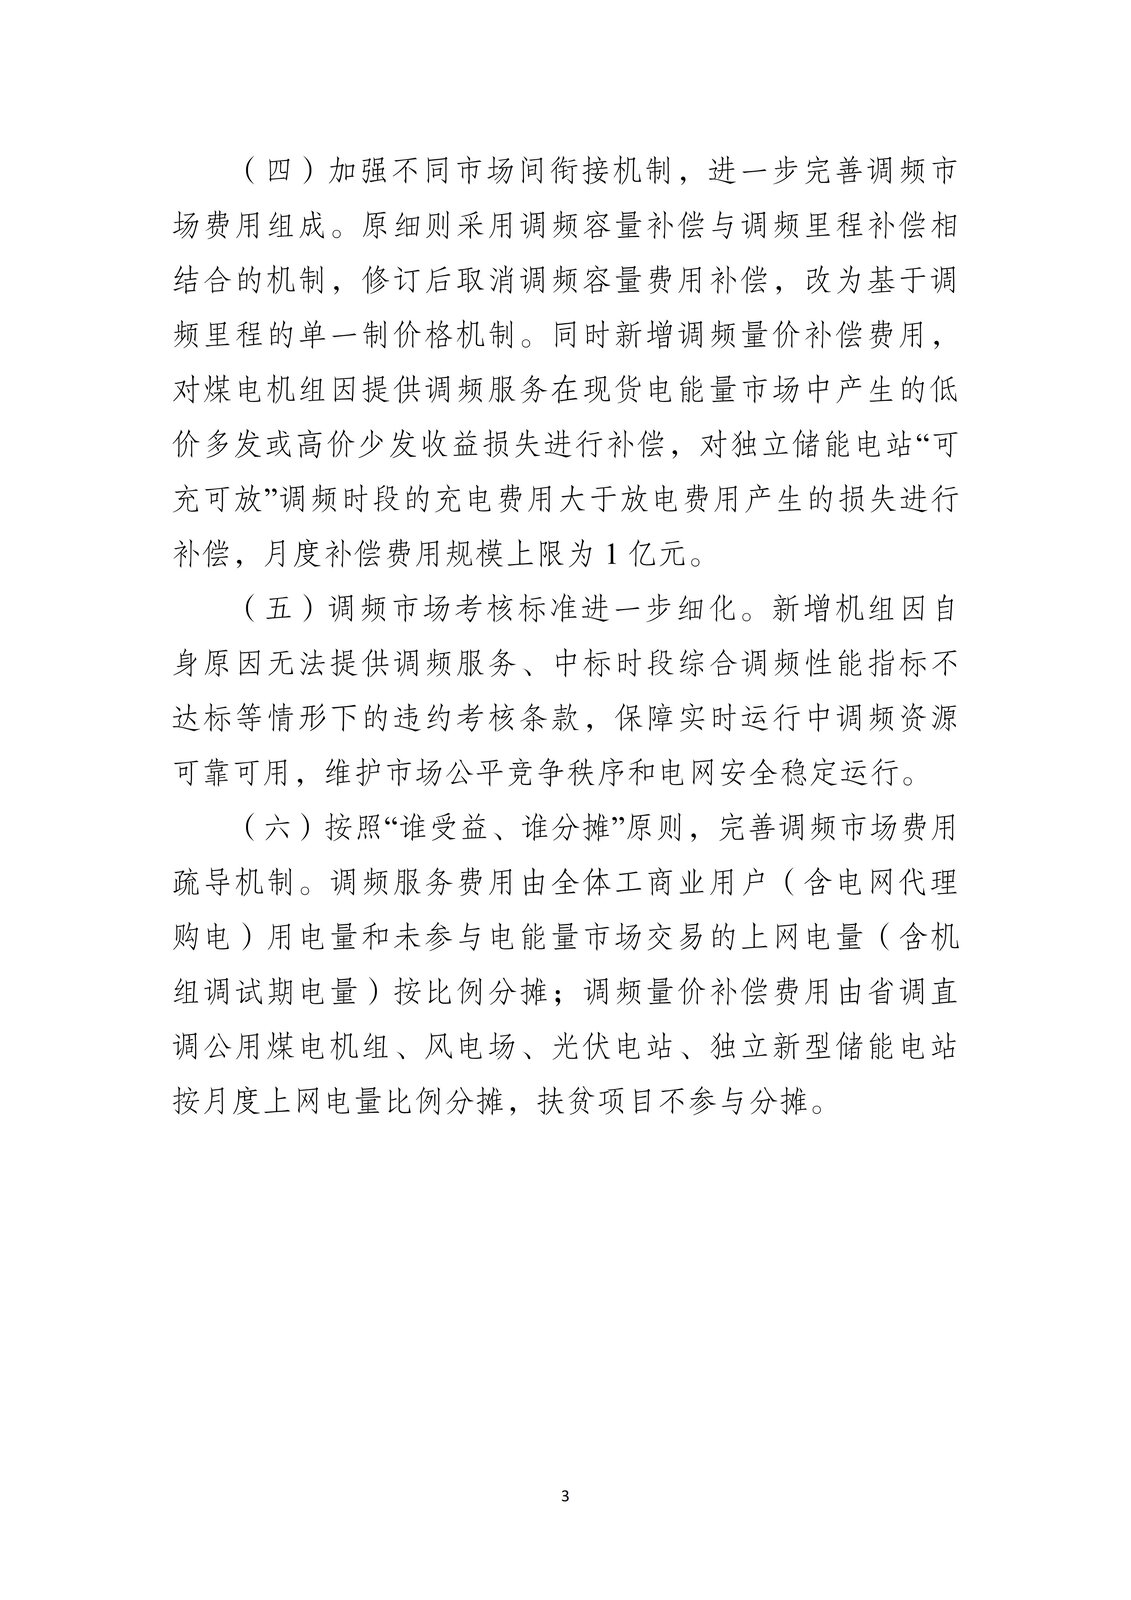 （四）加强不同市场间衔接机制，进一步完善调频市
场费用组成。原细则采用调频容量补偿与调频里程补偿相
结合的机制，修订后取消调频容量费用补偿，改为基于调
频里程的单一制价格机制。同时新增调频量价补偿费用，
对煤电机组因提供调频服务在现货电能量市场中产生的低
价多发或高价少发收益损失进行补偿，对独立储能电站“可
充可放”调频时段的充电费用大于放电费用产生的损失进行
补偿，月度补偿费用规模上限为 1 亿元。
（五）调频市场考核标准进一步细化。新增机组因自
身原因无法提供调频服务、中标时段综合调频性能指标不
达标等情形下的违约考核条款，保障实时运行中调频资源
可靠可用，维护市场公平竞争秩序和电网安全稳定运行。
（六）按照“谁受益、谁分摊”原则，完善调频市场费用
疏导机制。调频服务费用由全体工商业用户（含电网代理
购电）用电量和未参与电能量市场交易的上网电量（含机
组调试期电量）按比例分摊；调频量价补偿费用由省调直
调公用煤电机组、风电场、光伏电站、独立新型储能电站
按月度上网电量比例分摊，扶贫项目不参与分摊。
3